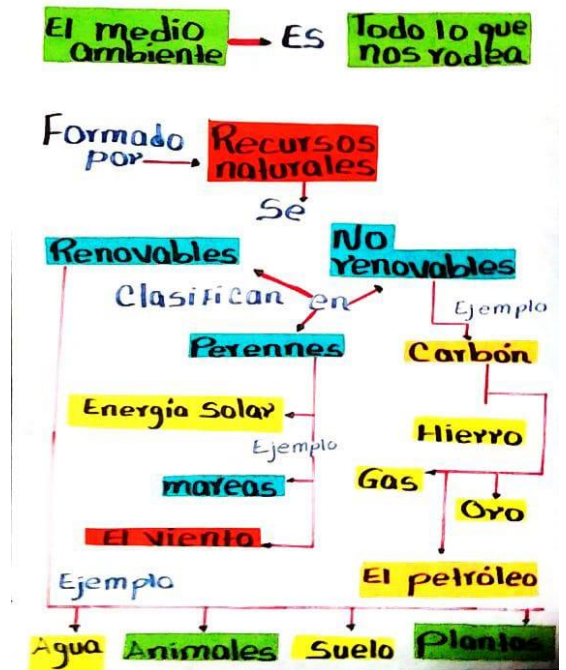 El medio
ambiente
ES
Todo lo que
nos rodea
Formado
por
Recursos
naturales
Se
Renovables
No
renovables
Clasifican en
Ejemplo
Perennes
Carbón
Energía Solar
Hierro
Ejemplo
Gas
mareas
Oro
El viento
El petróleo
Ejemplo
Agua
Animales
Suelo
Plantas